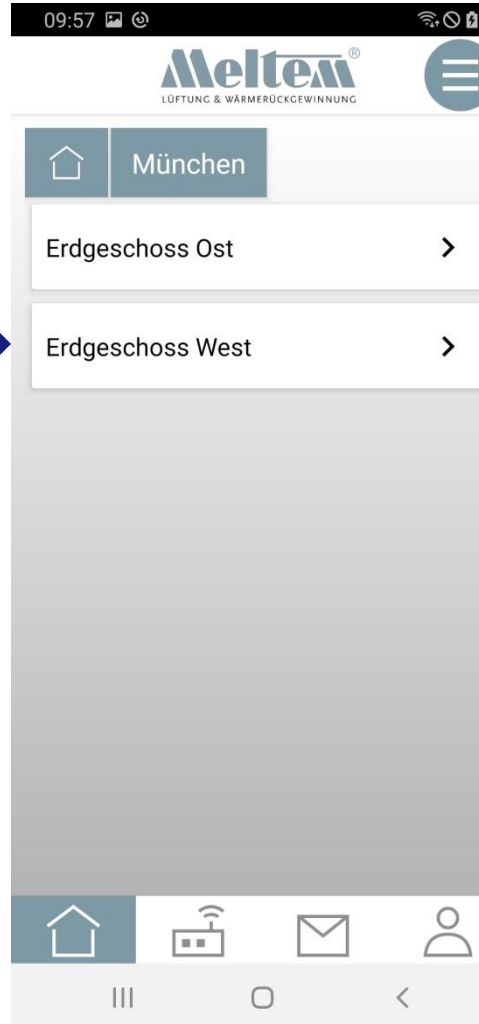 09:57
Meltem®
LÜFTUNG & WÄRMERÜCKGEWINNUNG
München
Erdgeschoss Ost
Erdgeschoss West